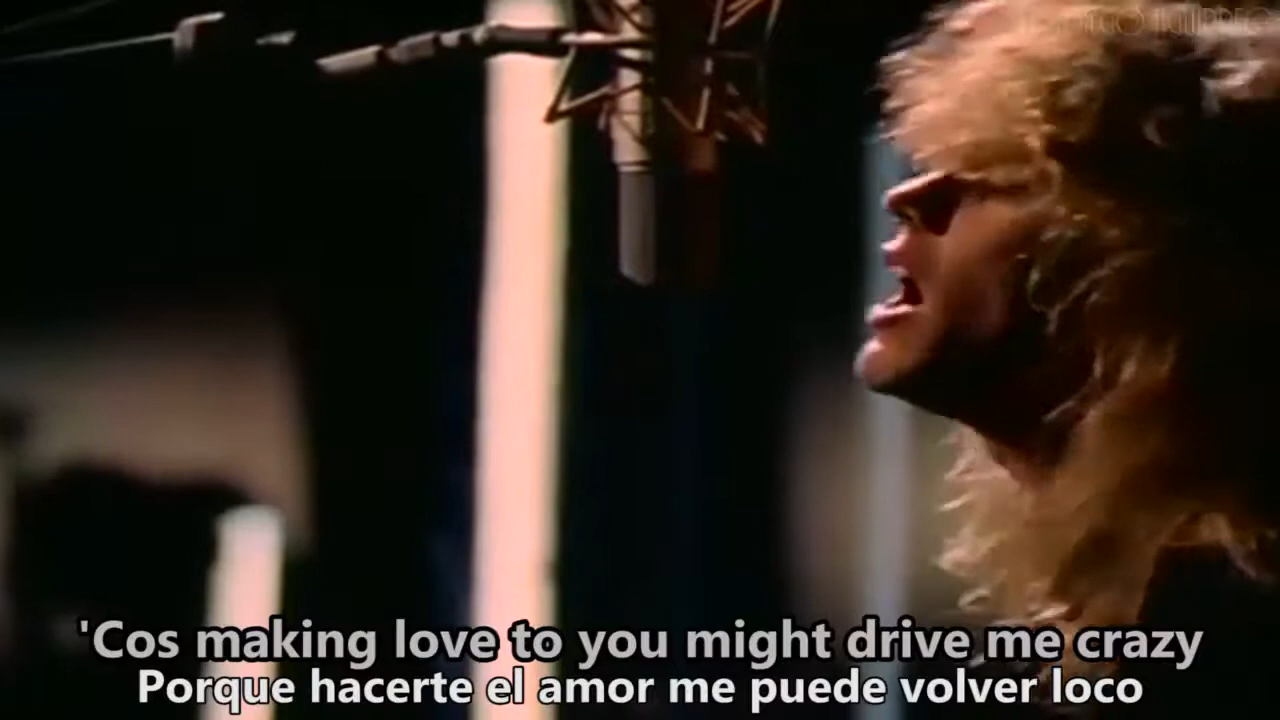 'Cos making love to you might drive me crazy
Porque hacerte el amor me puede volver loco